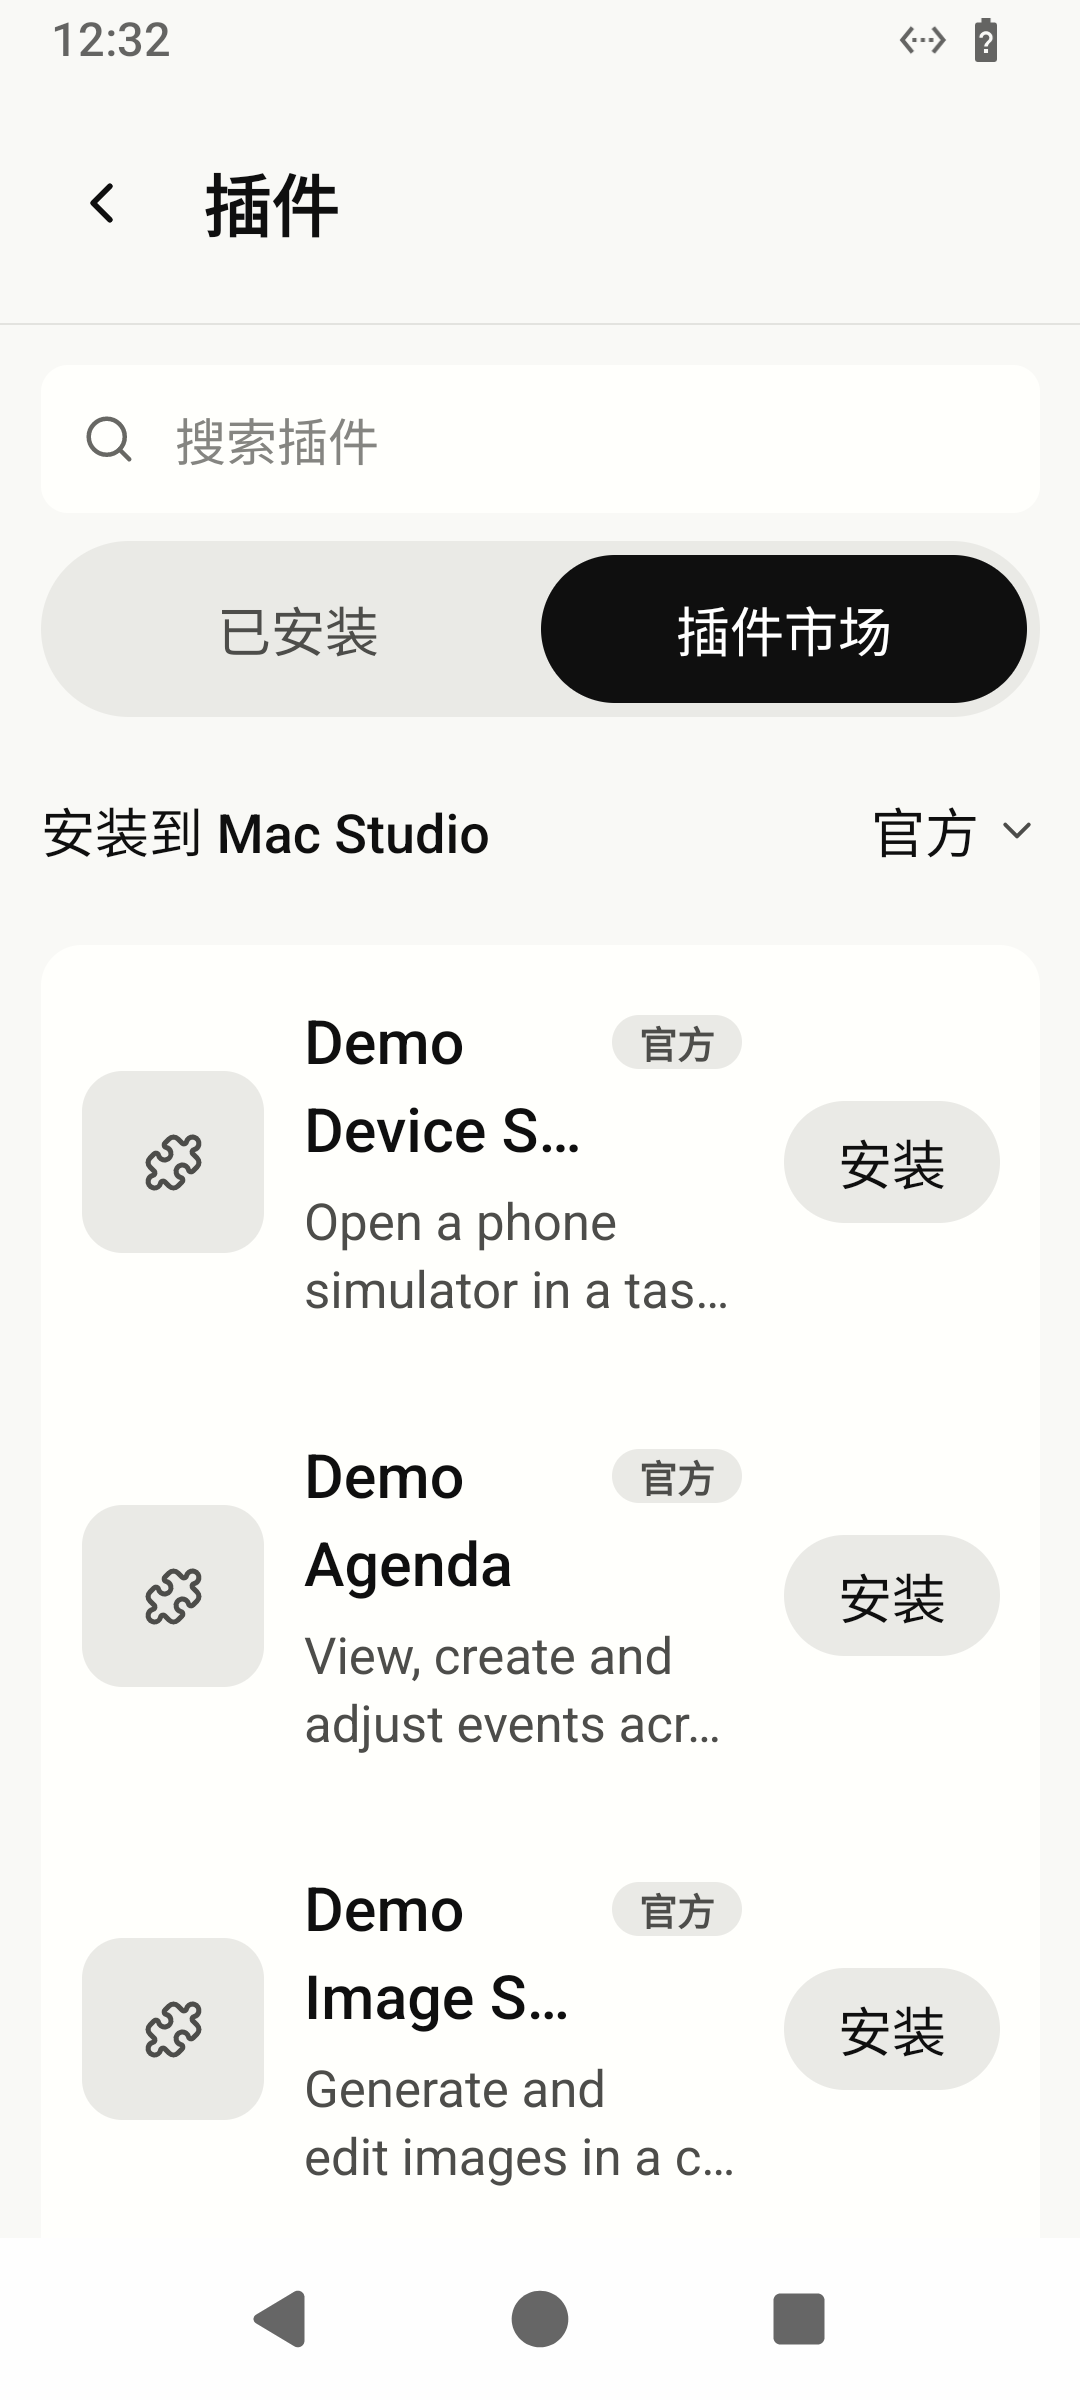 12:32
插件
搜索插件
已安装
插件市场
安装到 Mac Studio
官方
Demo
Device S...
官方
Open a phone
simulator in a tas...
安装
Demo
Agenda
官方
View, create and
adjust events acr...
安装
Demo
Image S...
官方
Generate and
edit images in a c...
安装